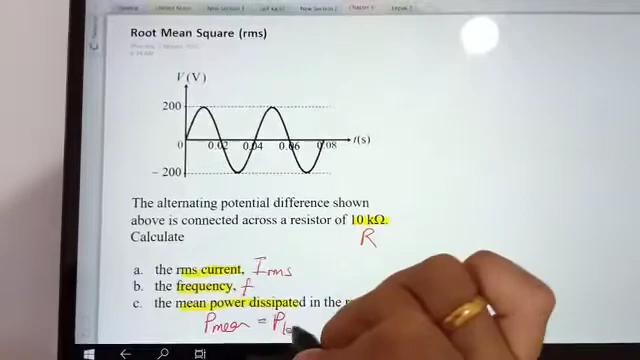 Root Mean Square (rms)
V(V)
200
0
0.02
0.04
0.06
0.08
t(s)
−200
The alternating potential difference shown
above is connected across a resistor of 10 kΩ.
R
Calculate
a. the rms current, Irms
b. the frequency, f
c. the mean power dissipated in the
Pmean = P